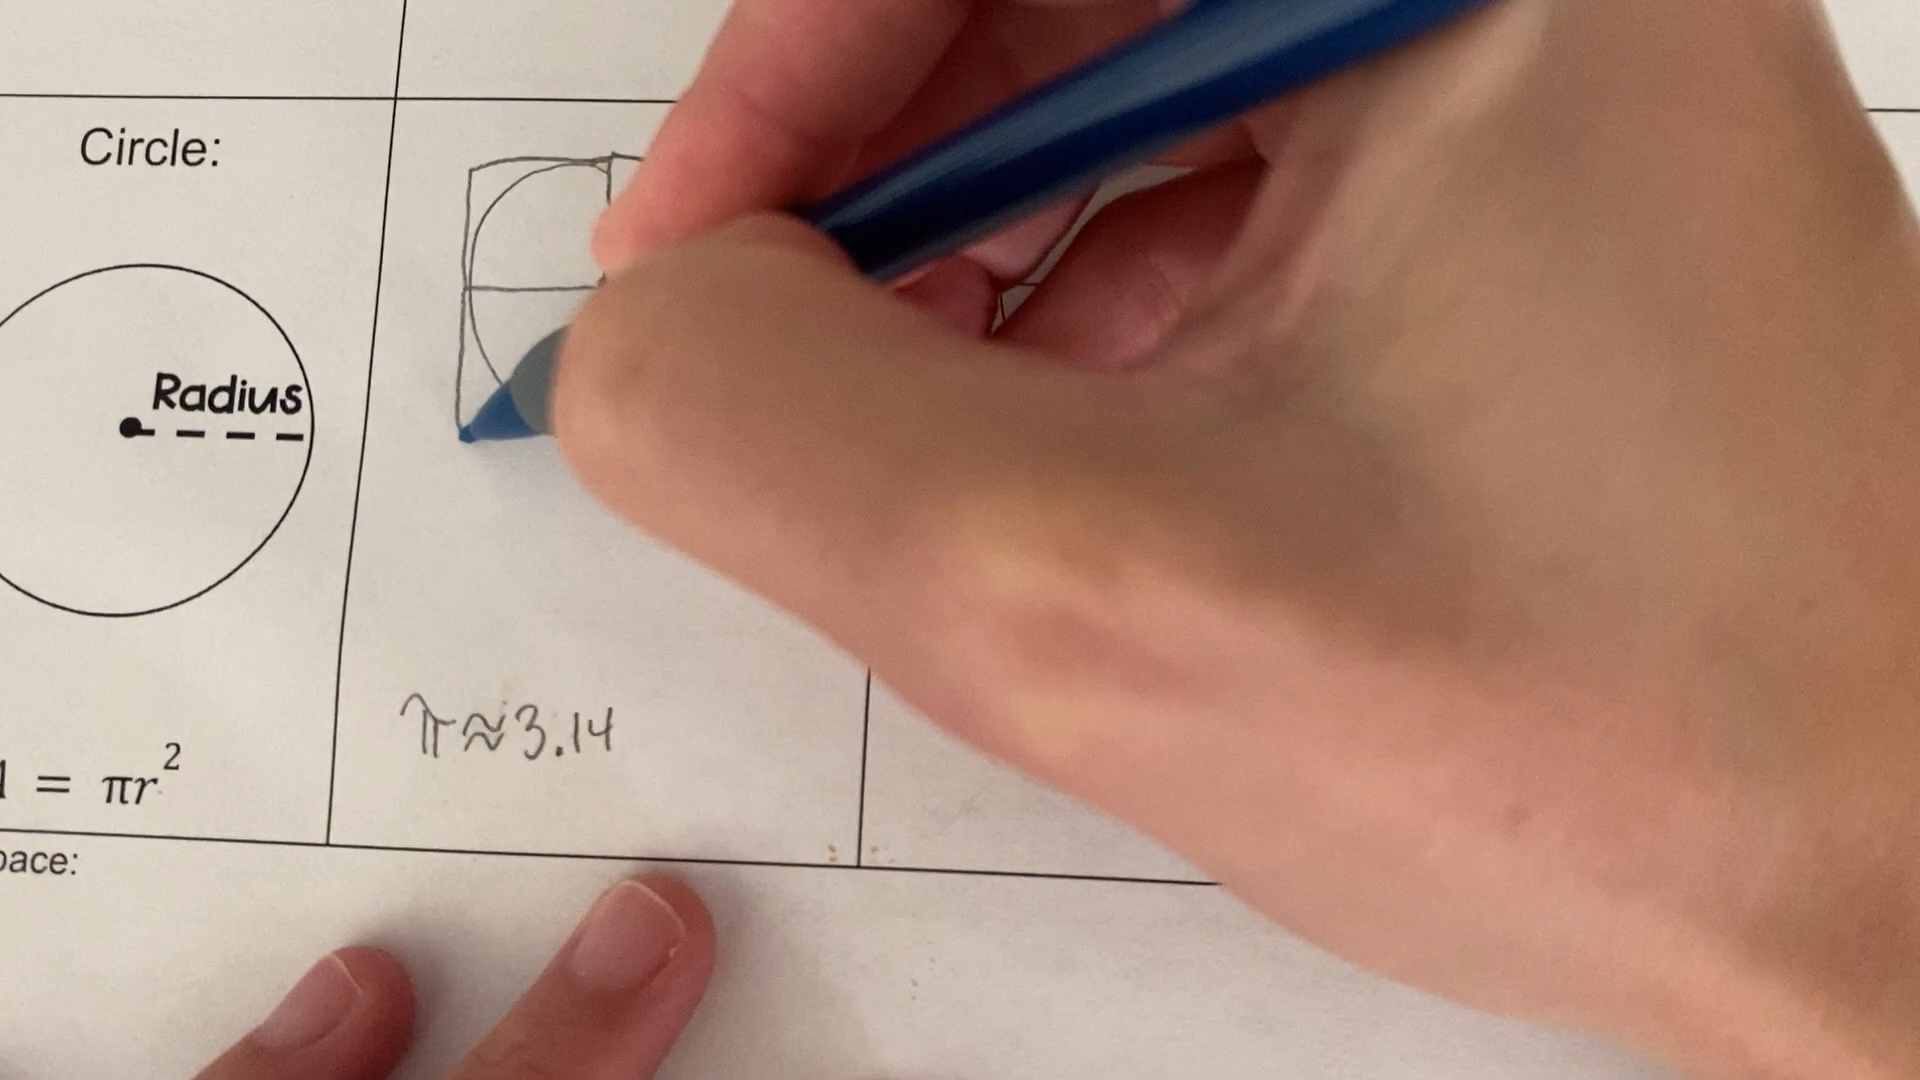 Circle:
Radius
π≈3.14
= πr²
pace: